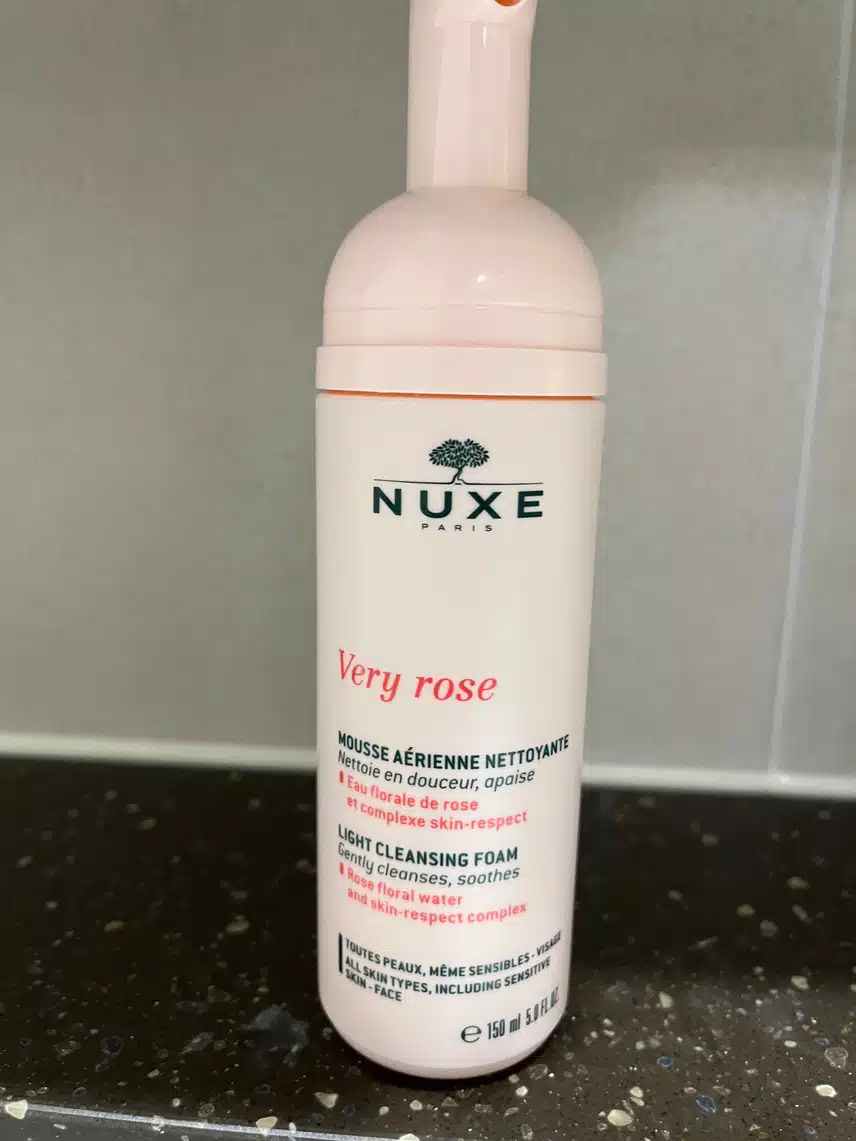 NUXE
PARIS
Very rose
MOUSSE AÉRIENNE NETTOYANTE
Nettoie en douceur, apaise
Eau florale de rose
et complexe skin-respect
LIGHT CLEANSING FOAM
Gently cleanses, soothes
Rose floral water
and skin-respect complex
TOUTES PEAUX, MÊME SENSIBLES - VISAGE
ALL SKIN TYPES, INCLUDING SENSITIVE
SKIN - FACE
℮ 150 ml 5.0 FL.OZ.